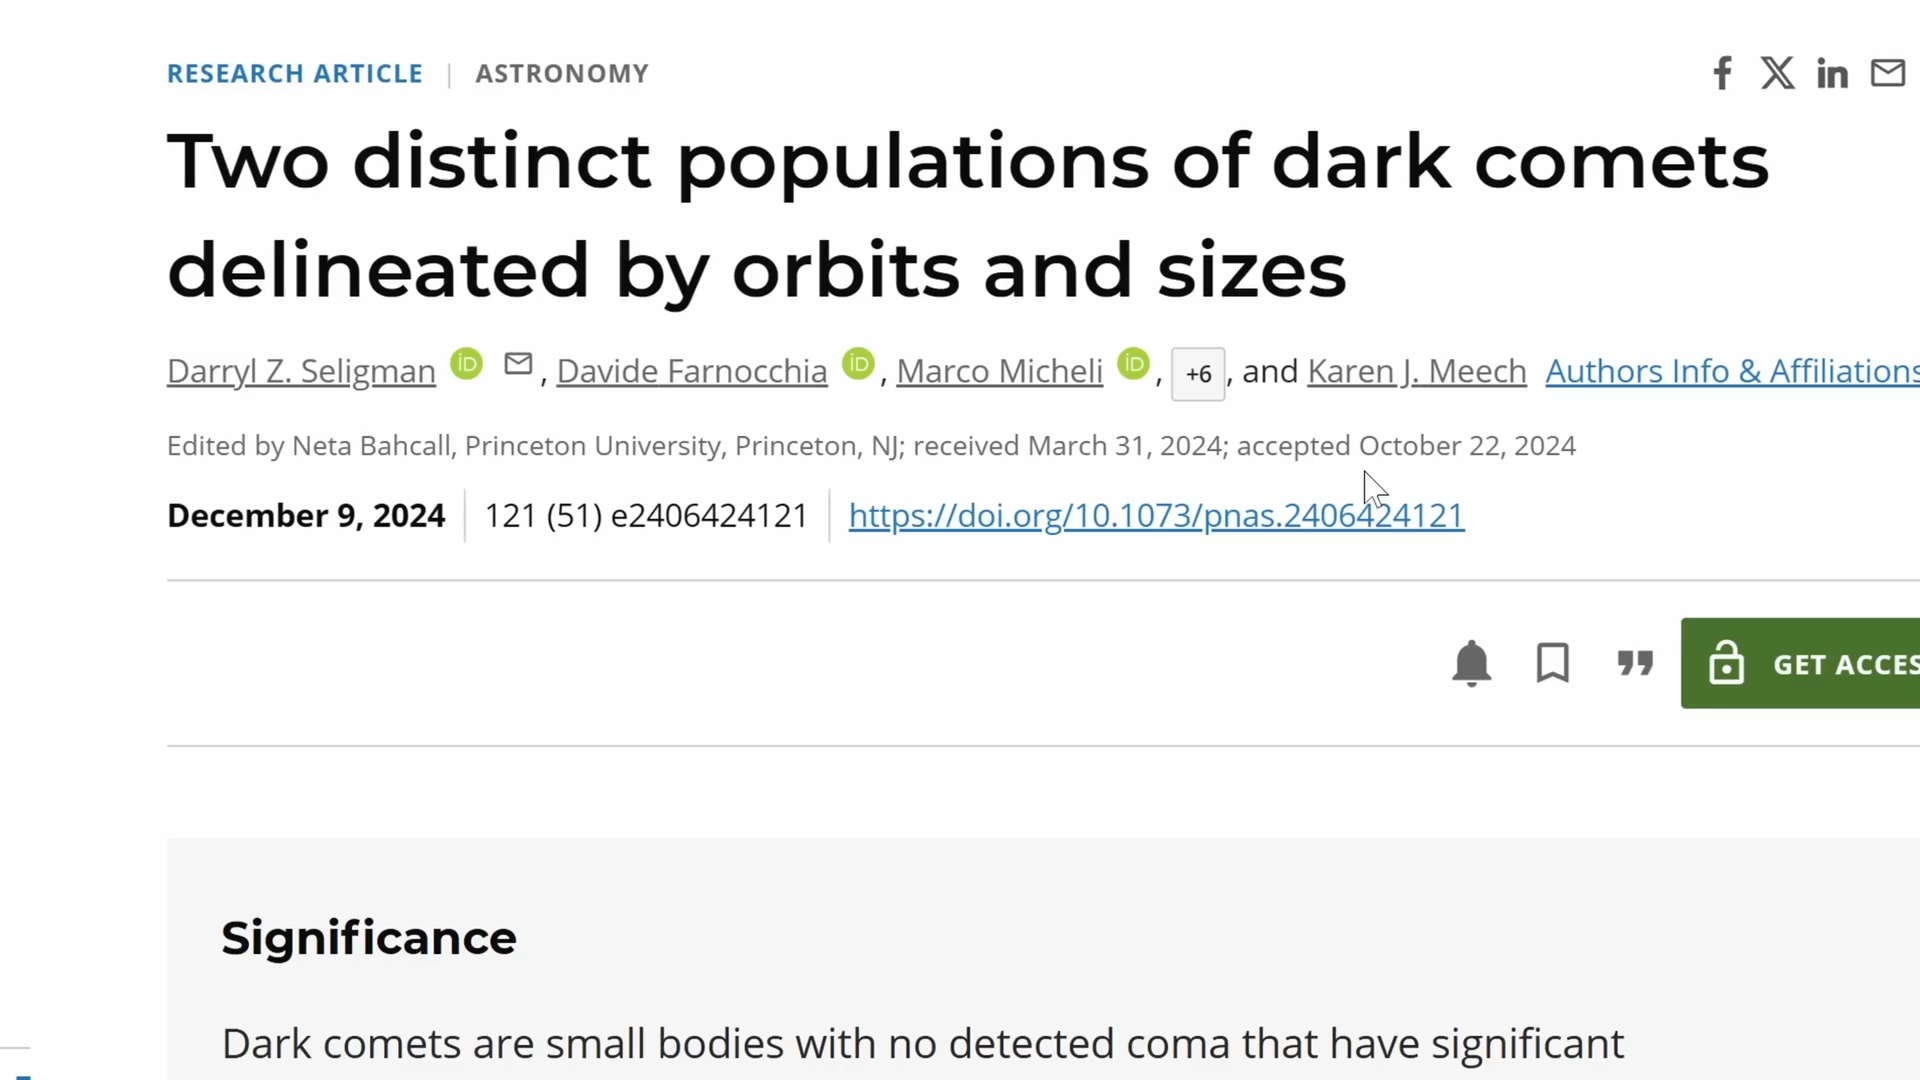 RESEARCH ARTICLE | ASTRONOMY
Two distinct populations of dark comets
delineated by orbits and sizes
Darryl Z. Seligman iD , Davide Farnocchia iD , Marco Micheli iD , +6 , and Karen J. Meech Authors Info & Affiliations
Edited by Neta Bahcall, Princeton University, Princeton, NJ; received March 31, 2024; accepted October 22, 2024
December 9, 2024 | 121 (51) e2406424121 | https://doi.org/10.1073/pnas.2406424121
GET ACCES
Significance
Dark comets are small bodies with no detected coma that have significant